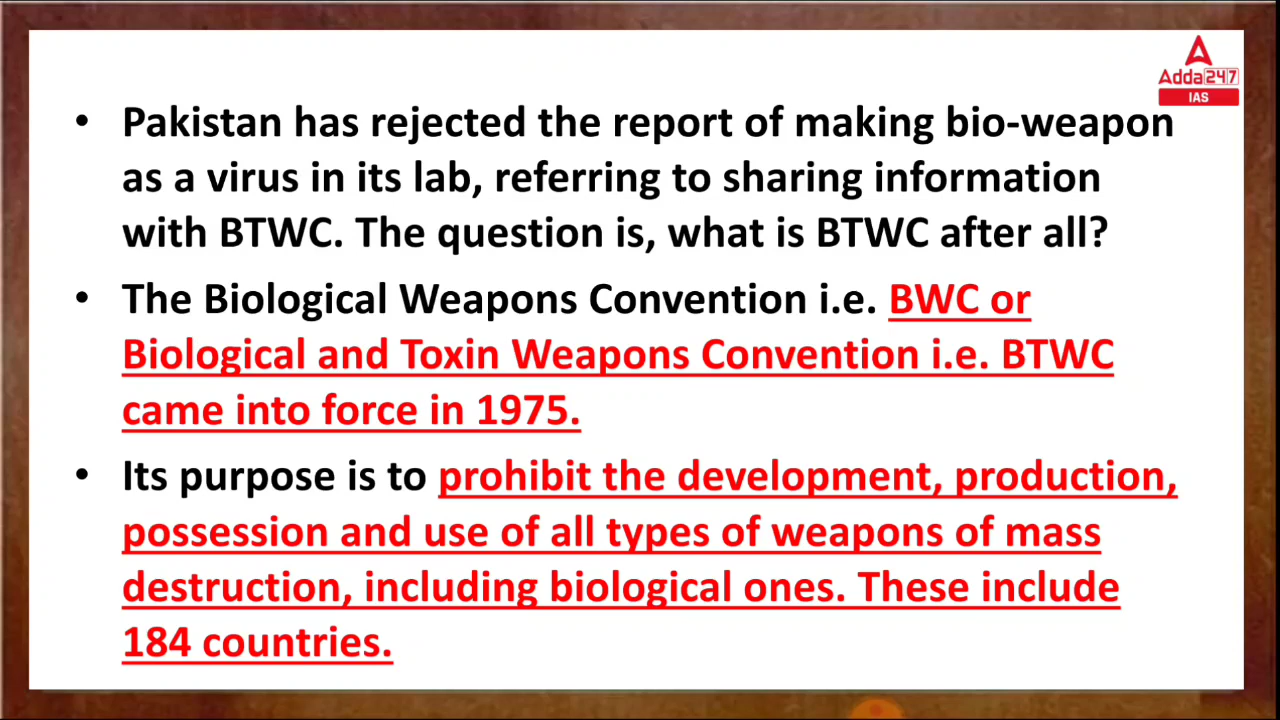 Adda247
IAS
• Pakistan has rejected the report of making bio-weapon
as a virus in its lab, referring to sharing information
with BTWC. The question is, what is BTWC after all?
• The Biological Weapons Convention i.e. BWC or
Biological and Toxin Weapons Convention i.e. BTWC
came into force in 1975.
• Its purpose is to prohibit the development, production,
possession and use of all types of weapons of mass
destruction, including biological ones. These include
184 countries.